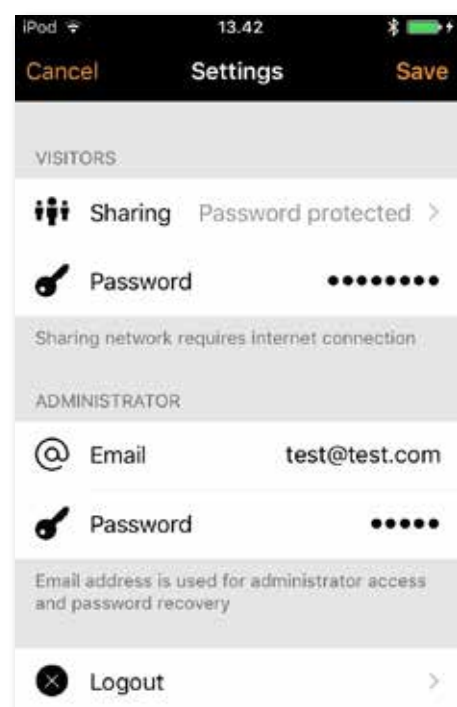 iPod 13.42
Cancel Settings Save
VISITORS
Sharing Password protected >
Password ••••••••
Sharing network requires internet connection
ADMINISTRATOR
@ Email test@test.com
Password •••••
Email address is used for administrator access
and password recovery
Logout >